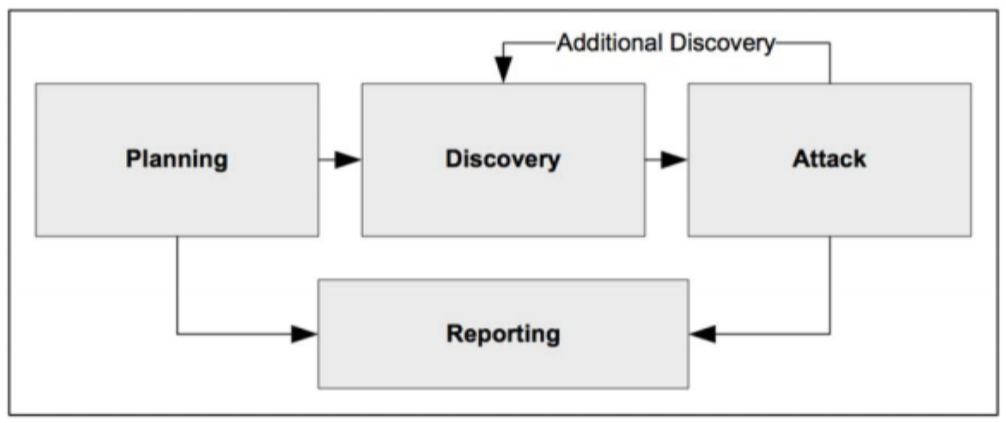 Additional Discovery
Planning
Discovery
Attack
Reporting